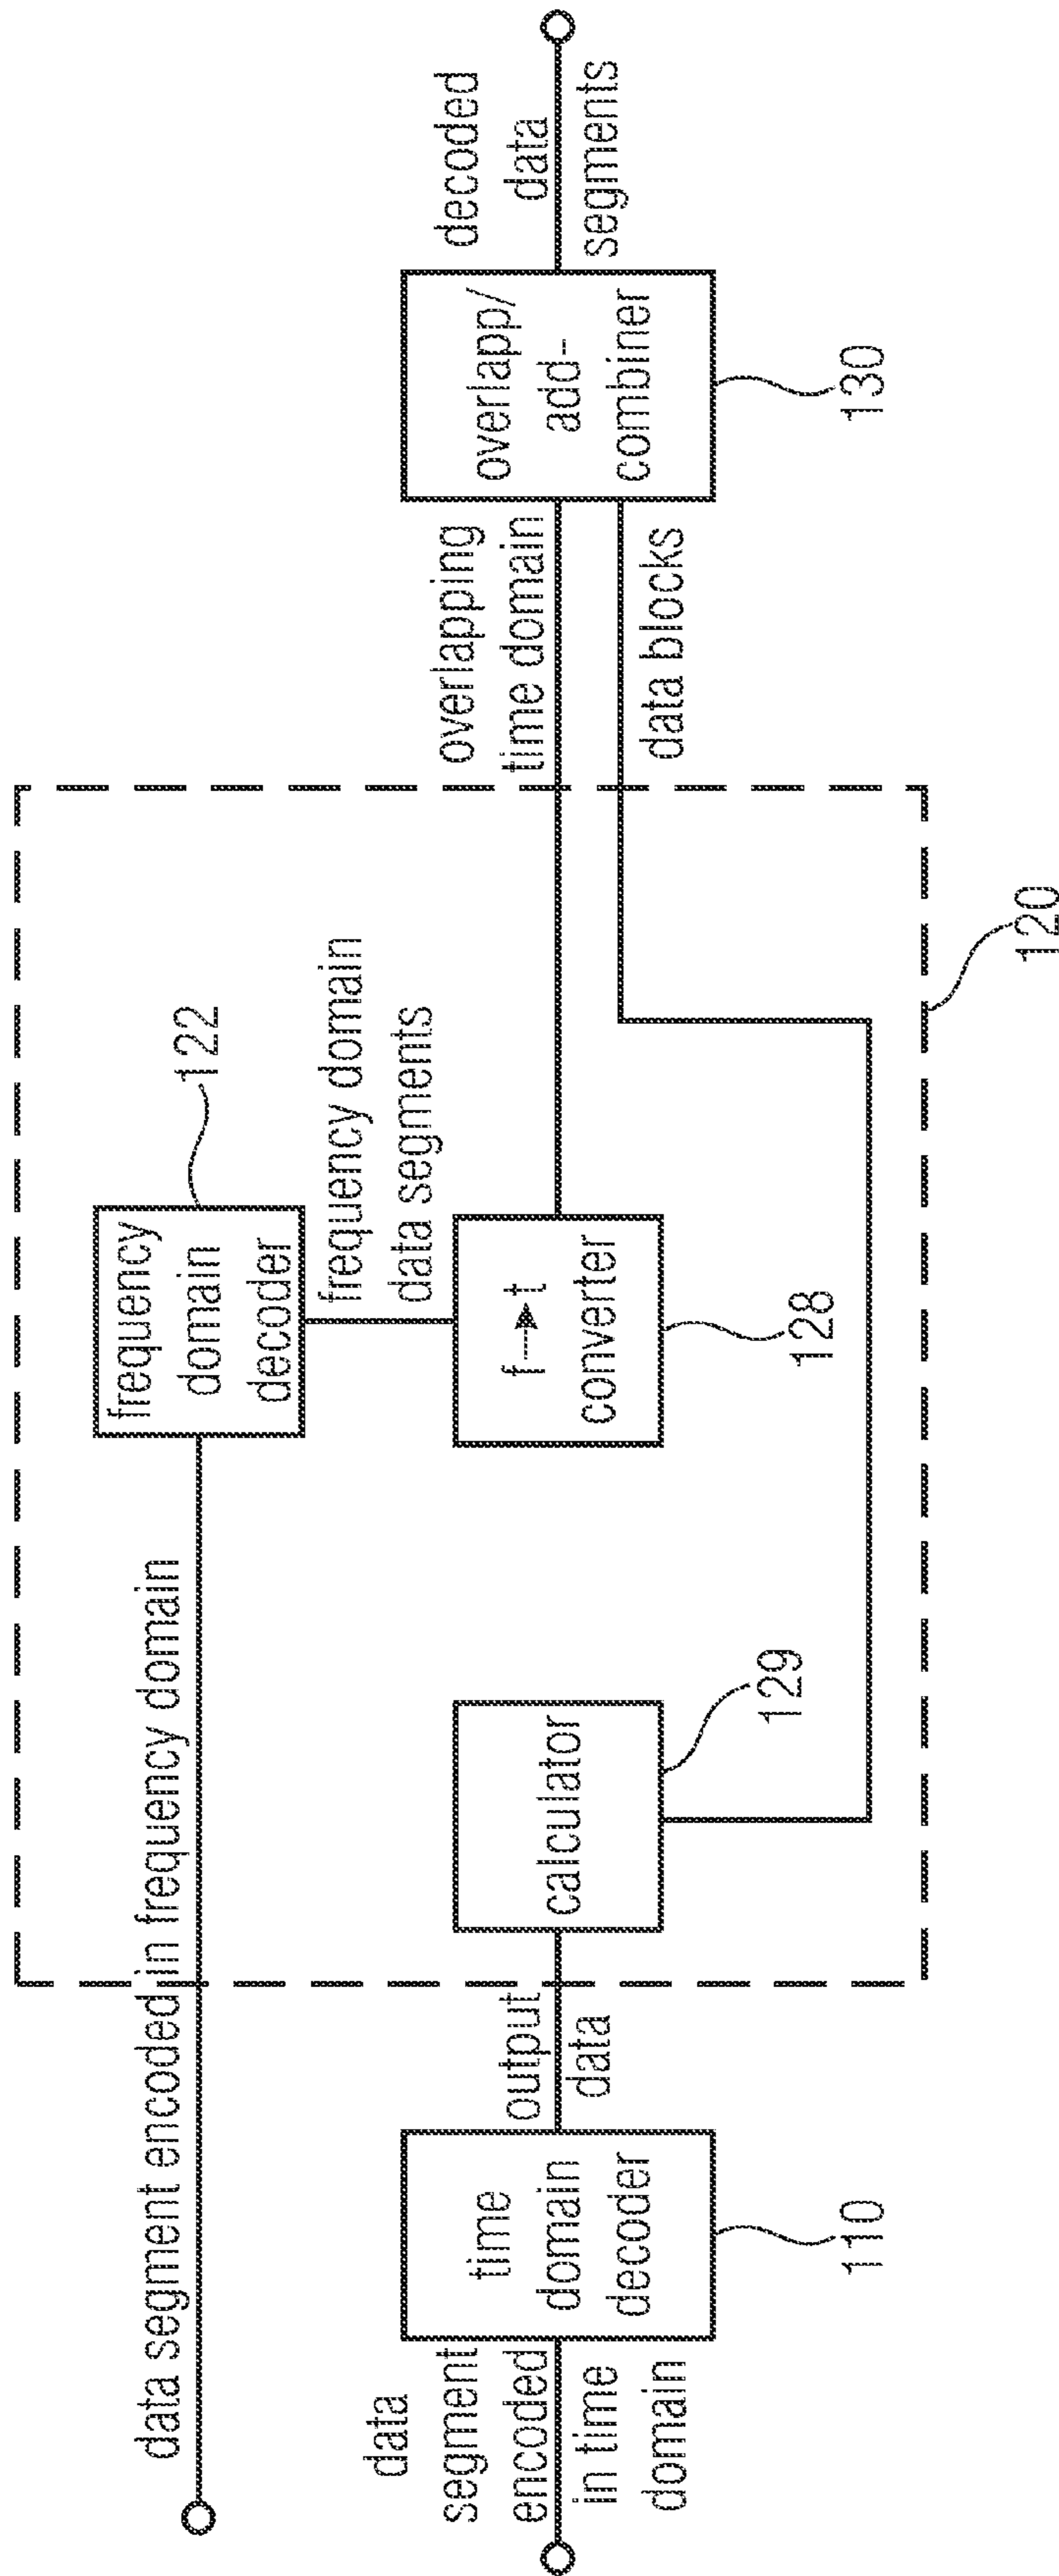 data segment encoded in frequency domain
frequency
domain
decoder
122
frequency domain
data segments
data
segment
encoded
in time
domain
time
domain
decoder
110
output
data
calculator
129
f→t
converter
128
120
overlapping
time domain
data blocks
overlapp/
add-
combiner
130
decoded
data
segments